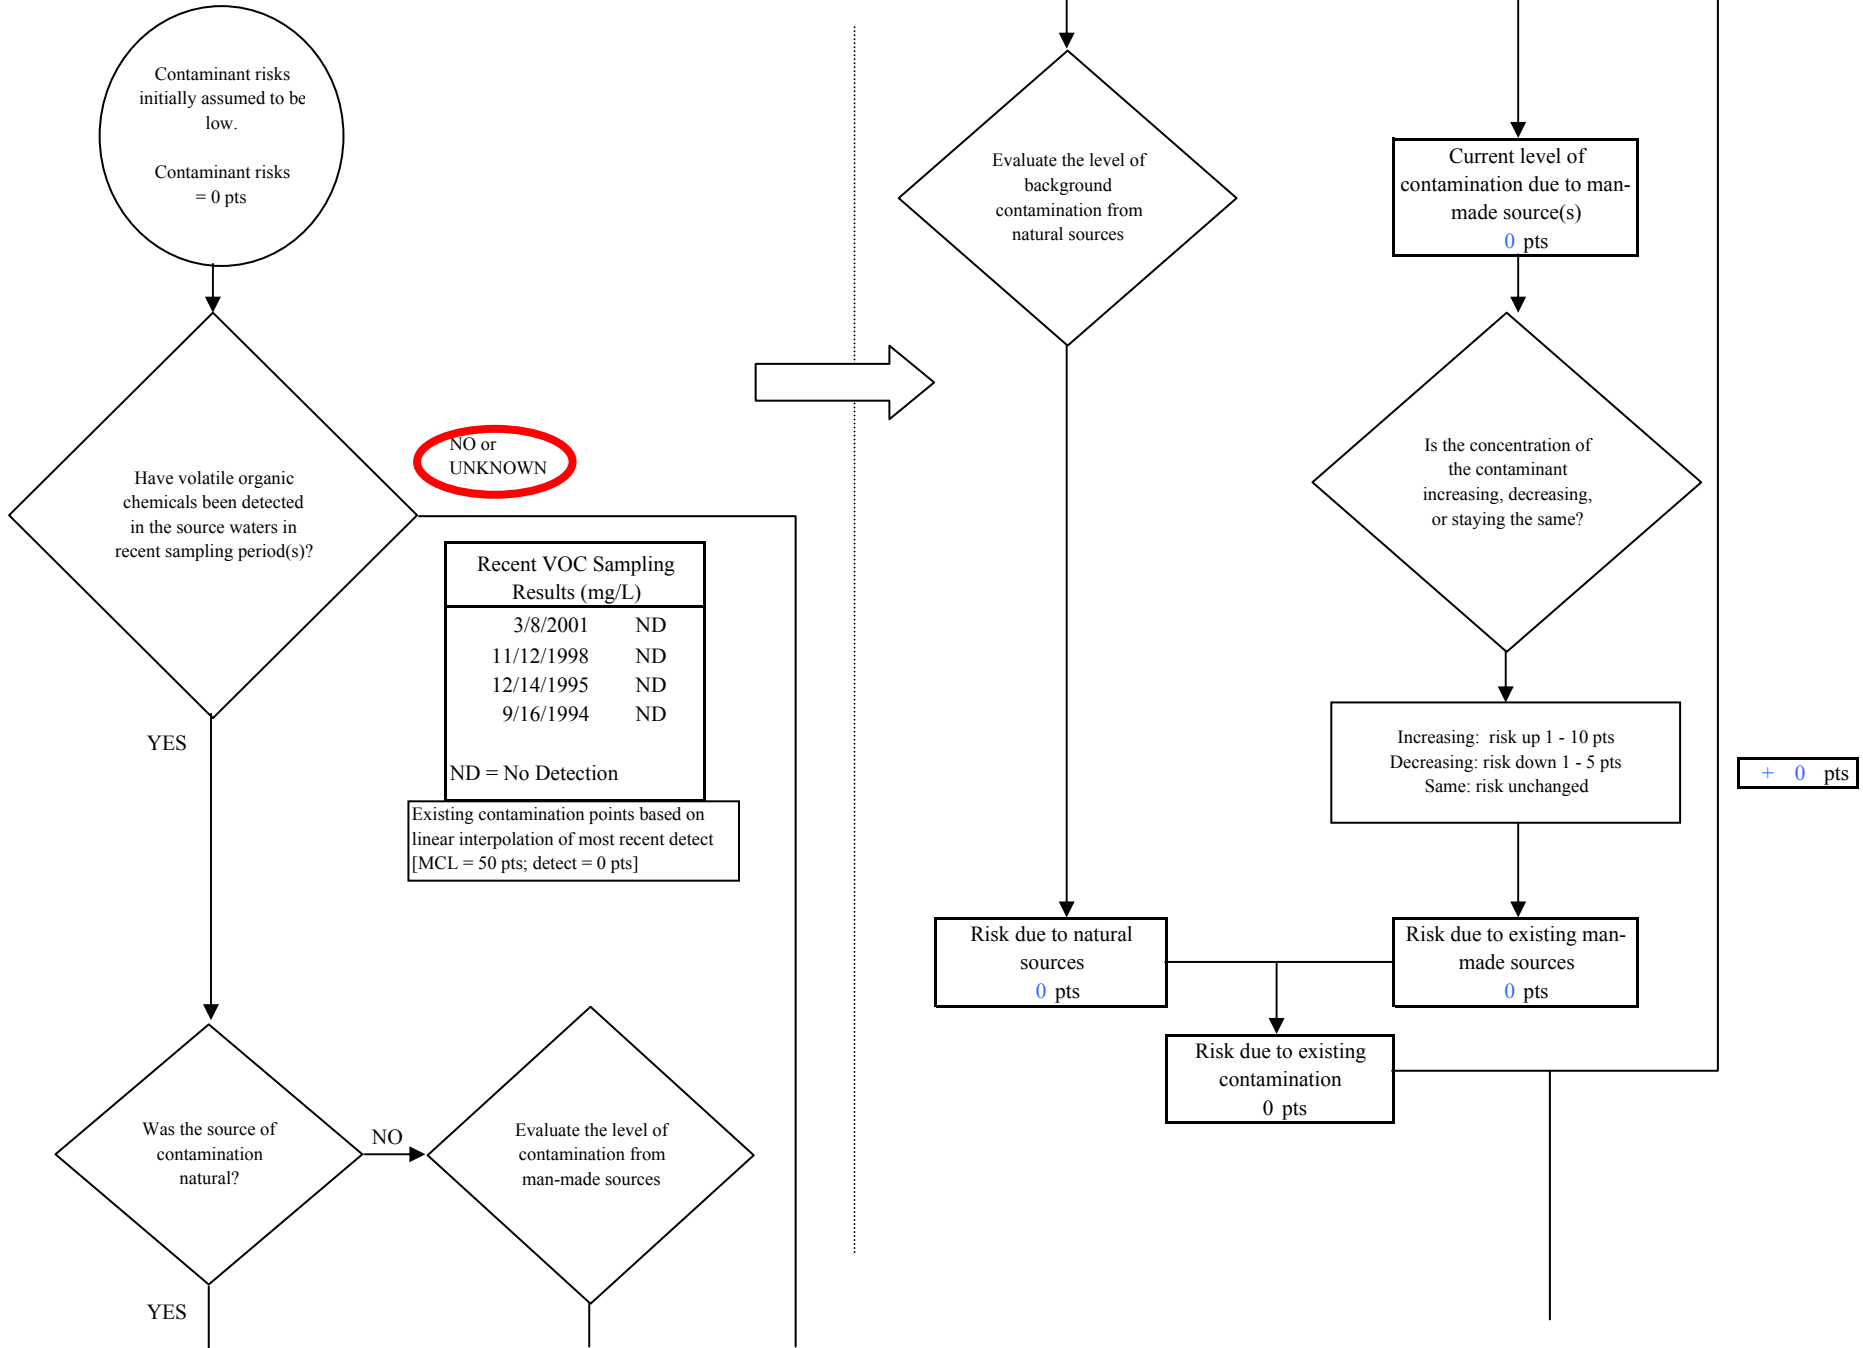 Contaminant risks
initially assumed to be
low.
Contaminant risks
= 0 pts
Have volatile organic
chemicals been detected
in the source waters in
recent sampling period(s)?
NO or
UNKNOWN
Recent VOC Sampling
Results (mg/L)
3/8/2001 ND
11/12/1998 ND
12/14/1995 ND
9/16/1994 ND
ND = No Detection
Existing contamination points based on
linear interpolation of most recent detect
[MCL = 50 pts; detect = 0 pts]
YES
Was the source of
contamination
natural?
NO
Evaluate the level of
contamination from
man-made sources
YES
Evaluate the level of
background
contamination from
natural sources
Current level of
contamination due to man-
made source(s)
0 pts
Is the concentration of
the contaminant
increasing, decreasing,
or staying the same?
Increasing: risk up 1 - 10 pts
Decreasing: risk down 1 - 5 pts
Same: risk unchanged
+ 0 pts
Risk due to natural
sources
0 pts
Risk due to existing man-
made sources
0 pts
Risk due to existing
contamination
0 pts